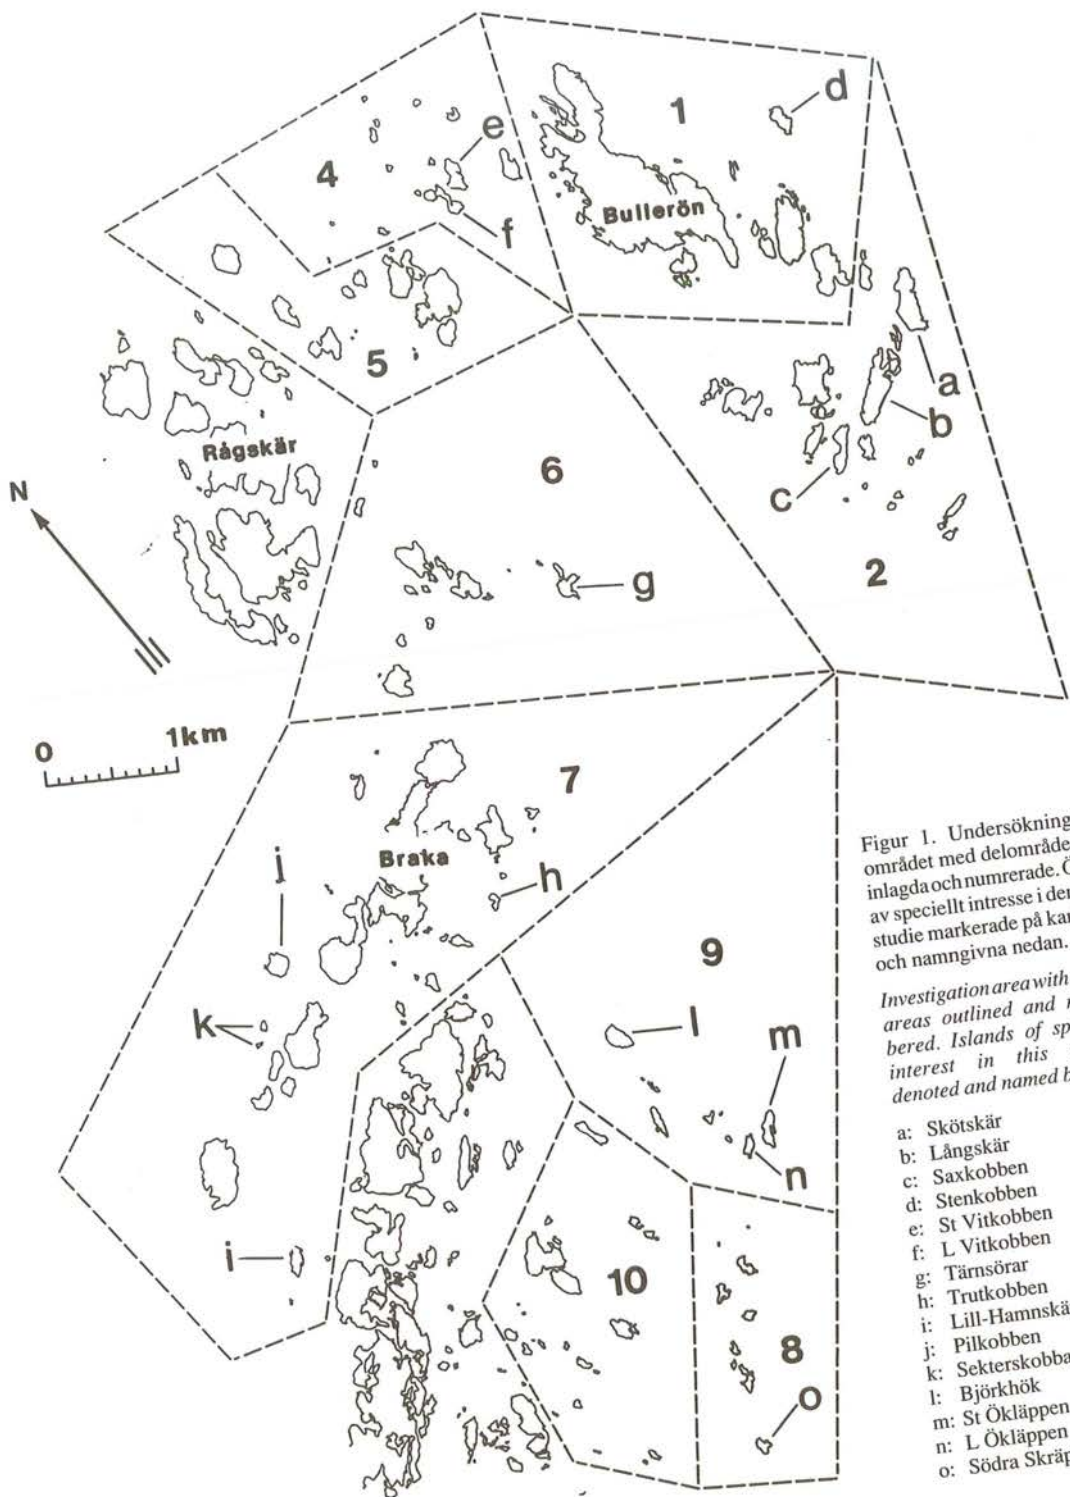 1
d
4
e
Bullerön
f
5
a
b
Rågskär
6
c
N
g
2
0 1km
7
Braka
h
j
9
k
l
m
n
i
10
8
o
Figur 1. Undersökning
området med delområde
inlagda och numrerade. Ö
av speciellt intresse i den
studie markerade på kar
och namngivna nedan.
Investigation area with
areas outlined and
bered. Islands of sp
interest in this
denoted and named b
a: Skötskär
b: Långskär
c: Saxkobben
d: Stenkobben
e: St Vitkobben
f: L Vitkobben
g: Tärnsörar
h: Trutkobben
i: Lill-Hamnskä
j: Pilkobben
k: Sekterskobba
l: Björkhök
m: St Ökläppen
n: L Ökläppen
o: Södra Skräp